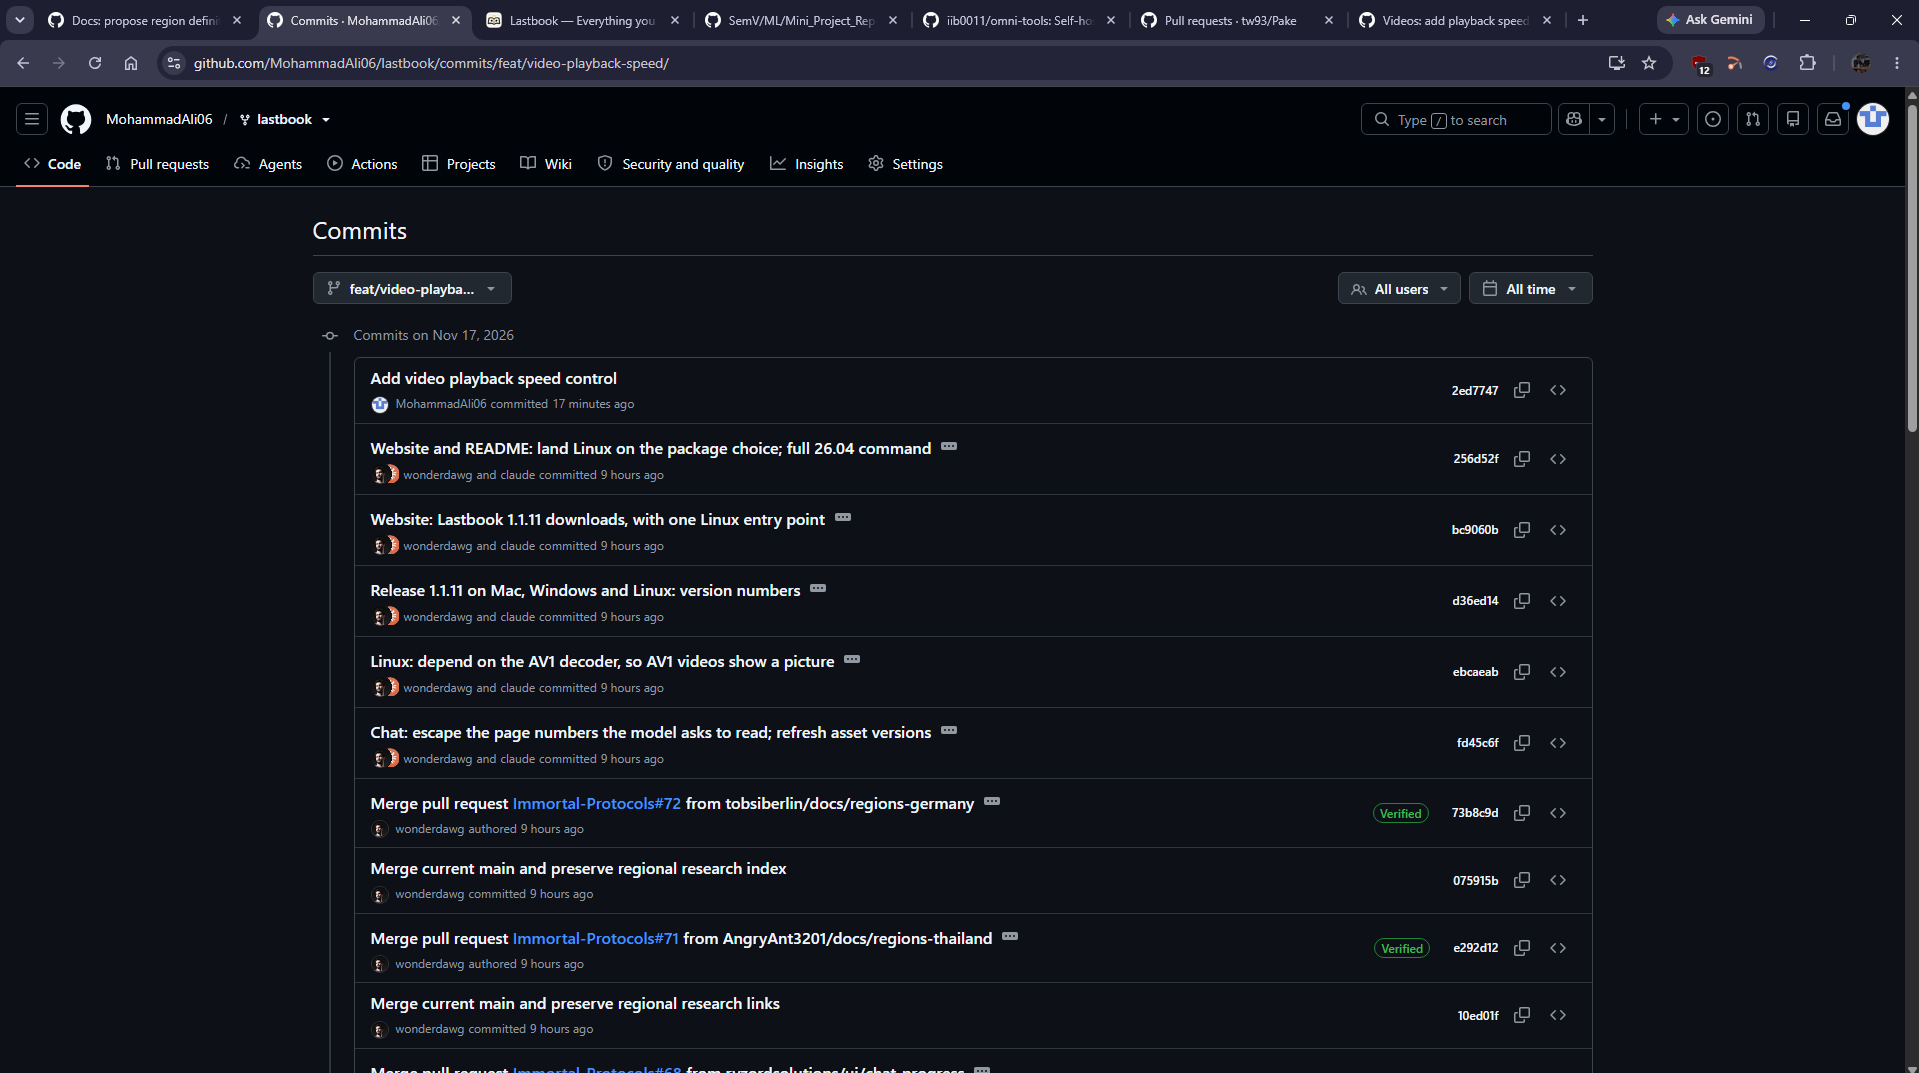 Docs: propose region defini
Commits · MohammadAli06
Lastbook — Everything you
SemV/ML/Mini_Project_Rep
iib0011/omni-tools: Self-ho
Pull requests · tw93/Pake
Videos: add playback speed
Ask Gemini
github.com/MohammadAli06/lastbook/commits/feat/video-playback-speed/
12
MohammadAli06 / lastbook
Type / to search
Code
Pull requests
Agents
Actions
Projects
Wiki
Security and quality
Insights
Settings
Commits
feat/video-playba...
All users
All time
Commits on Nov 17, 2026
Add video playback speed control
2ed7747
MohammadAli06 committed 17 minutes ago
Website and README: land Linux on the package choice; full 26.04 command
256d52f
wonderdawg and claude committed 9 hours ago
Website: Lastbook 1.1.11 downloads, with one Linux entry point
bc9060b
wonderdawg and claude committed 9 hours ago
Release 1.1.11 on Mac, Windows and Linux: version numbers
d36ed14
wonderdawg and claude committed 9 hours ago
Linux: depend on the AV1 decoder, so AV1 videos show a picture
ebcaeab
wonderdawg and claude committed 9 hours ago
Chat: escape the page numbers the model asks to read; refresh asset versions
fd45c6f
wonderdawg and claude committed 9 hours ago
Merge pull request Immortal-Protocols#72 from tobsiberlin/docs/regions-germany
Verified
73b8c9d
wonderdawg authored 9 hours ago
Merge current main and preserve regional research index
075915b
wonderdawg committed 9 hours ago
Merge pull request Immortal-Protocols#71 from AngryAnt3201/docs/regions-thailand
Verified
e292d12
wonderdawg authored 9 hours ago
Merge current main and preserve regional research links
10ed01f
wonderdawg committed 9 hours ago
Merge pull request Immortal-Protocols#68 from ryzordsolutions/ui/chat-progress